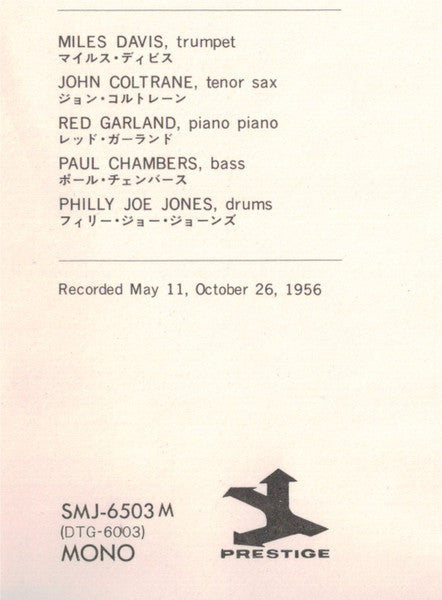 MILES DAVIS, trumpet
マイルス・ディビス
JOHN COLTRANE, tenor sax
ジョン・コルトレーン
RED GARLAND, piano piano
レッド・ガーランド
PAUL CHAMBERS, bass
ポール・チェンバース
PHILLY JOE JONES, drums
フィリー・ジョー・ジョーンズ
Recorded May 11, October 26, 1956
SMJ-6503 M
(DTG-6003)
MONO
PRESTIGE